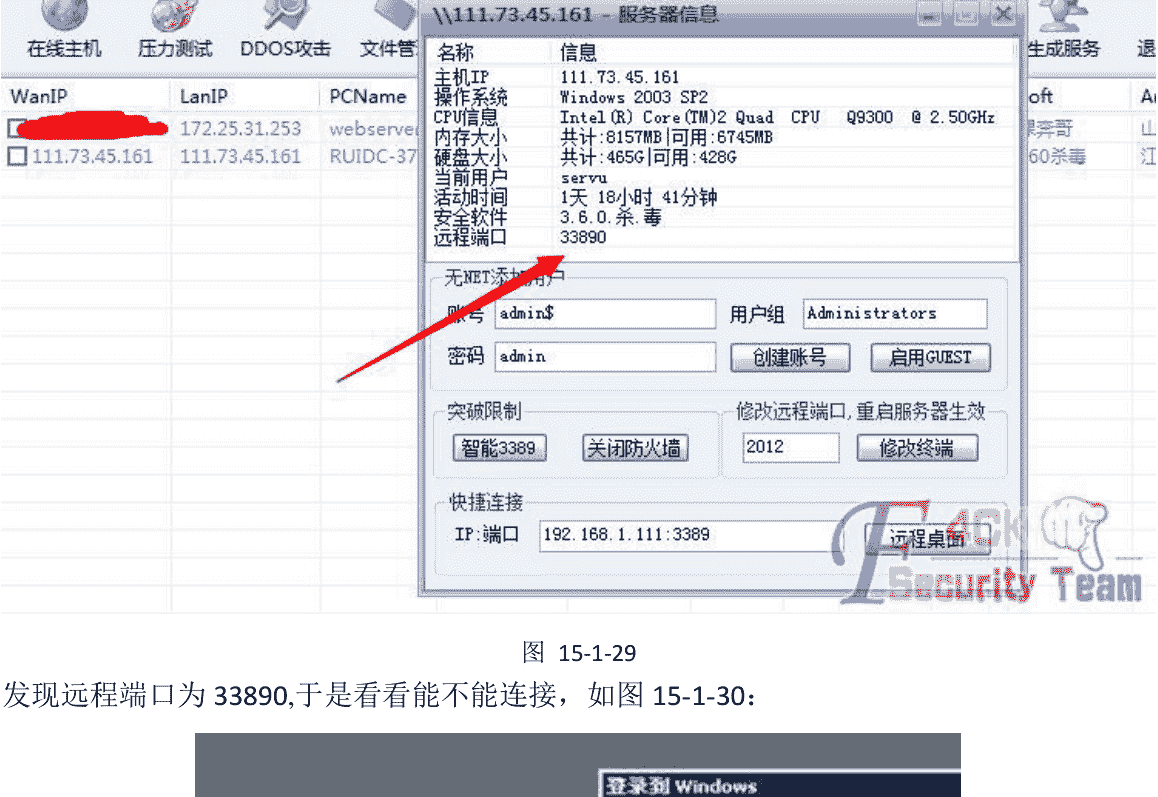 \\111.73.45.161 - 服务器信息
在线主机 压力测试 DDOS攻击 文件管 生成服务 退
WanIP LanIP PCName oft A
172.25.31.253 webserve 奔哥 山
111.73.45.161 111.73.45.161 RUIDC-37 60杀毒 江
名称 信息
主机IP 111.73.45.161
操作系统 Windows 2003 SP2
CPU信息 Intel(R) Core(TM)2 Quad CPU Q9300 @ 2.50GHz
内存大小 共计:8157MB|可用:6745MB
硬盘大小 共计:465G|可用:428G
当前用户 servu
活动时间 1天 18小时 41分钟
安全软件 3.6.0.杀.毒
远程端口 33890
无NET添加用户
账号 admin$ 用户组 Administrators
密码 admin 创建账号 启用GUEST
突破限制 修改远程端口,重启服务器生效
智能3389 关闭防火墙 2012 修改终端
快捷连接
IP:端口 192.168.1.111:3389 远程桌面
F4CK
Security Team
图 15-1-29
发现远程端口为 33890,于是看看能不能连接，如图 15-1-30：
登录到 Windows